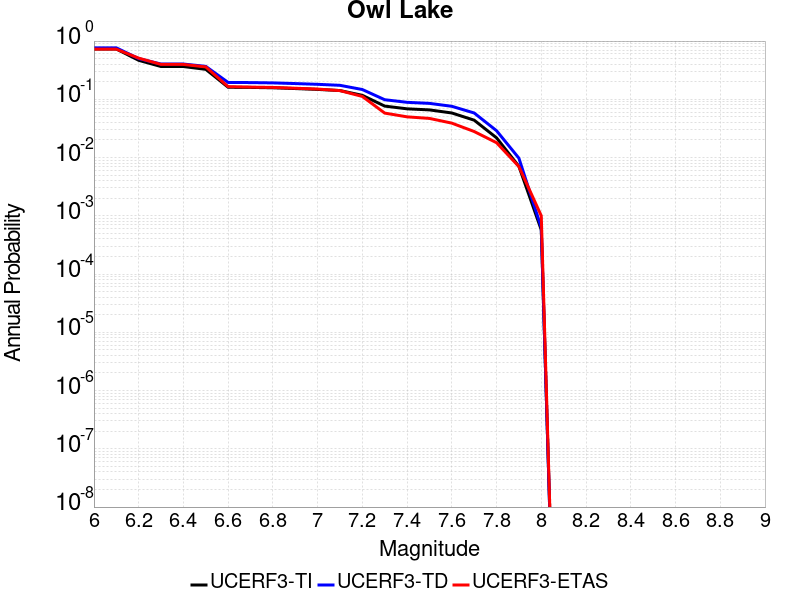 Owl Lake
Annual Probability
10^0
10^-1
10^-2
10^-3
10^-4
10^-5
10^-6
10^-7
10^-8
6 6.2 6.4 6.6 6.8 7 7.2 7.4 7.6 7.8 8 8.2 8.4 8.6 8.8 9
Magnitude
UCERF3-TI UCERF3-TD UCERF3-ETAS